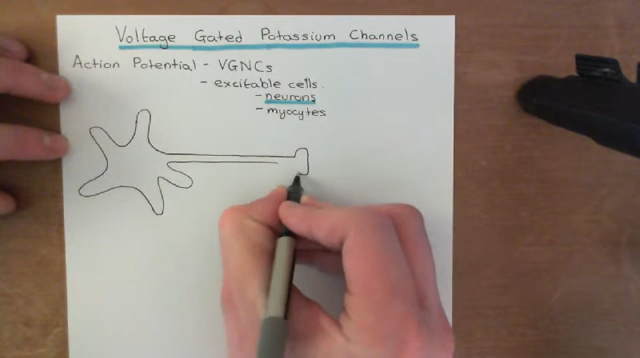 Voltage Gated Potassium Channels
Action Potential - VGNCs
- excitable cells.
- neurons
- myocytes